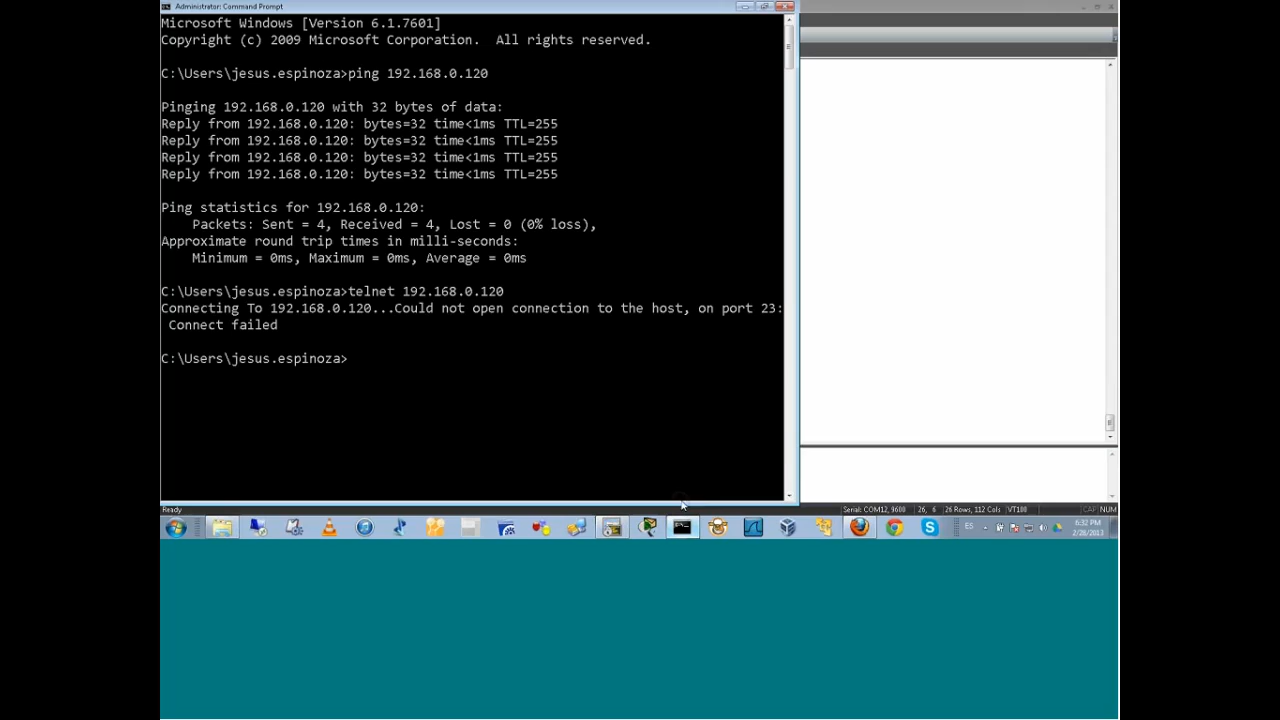 Administrator: Command Prompt
Microsoft Windows [Version 6.1.7601]
Copyright (c) 2009 Microsoft Corporation.  All rights reserved.
C:\Users\jesus.espinoza>ping 192.168.0.120
Pinging 192.168.0.120 with 32 bytes of data:
Reply from 192.168.0.120: bytes=32 time<1ms TTL=255
Reply from 192.168.0.120: bytes=32 time<1ms TTL=255
Reply from 192.168.0.120: bytes=32 time<1ms TTL=255
Reply from 192.168.0.120: bytes=32 time<1ms TTL=255
Ping statistics for 192.168.0.120:
    Packets: Sent = 4, Received = 4, Lost = 0 (0% loss),
Approximate round trip times in milli-seconds:
    Minimum = 0ms, Maximum = 0ms, Average = 0ms
C:\Users\jesus.espinoza>telnet 192.168.0.120
Connecting To 192.168.0.120...Could not open connection to the host, on port 23:
 Connect failed
C:\Users\jesus.espinoza>
Ready
Serial: COM12, 9600
26, 6
26 Rows, 112 Cols
VT100
CAP
NUM
ES
6:32 PM
2/28/2013